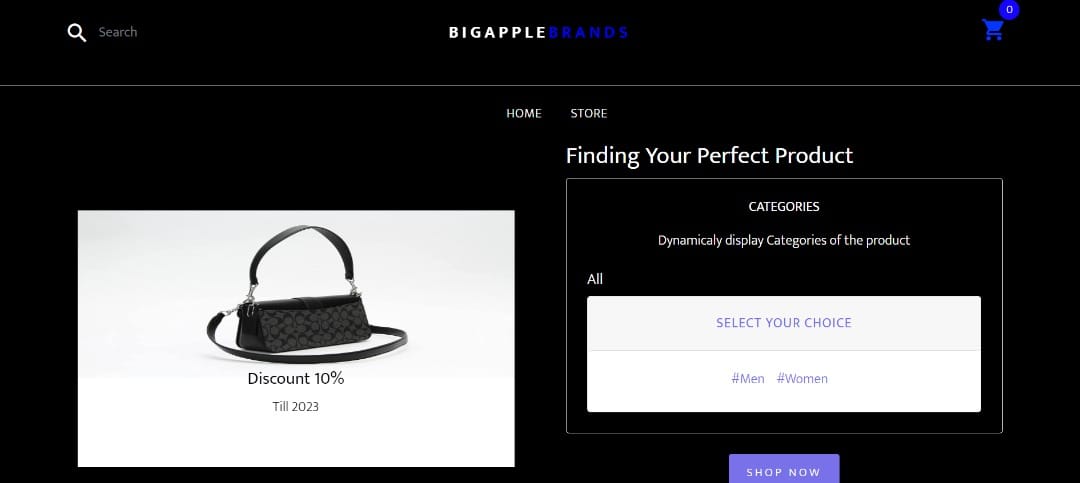 Search
BIGAPPLEBRANDS
0
HOME STORE
Finding Your Perfect Product
CATEGORIES
Dynamicaly display Categories of the product
All
SELECT YOUR CHOICE
#Men #Women
Discount 10%
Till 2023
SHOP NOW